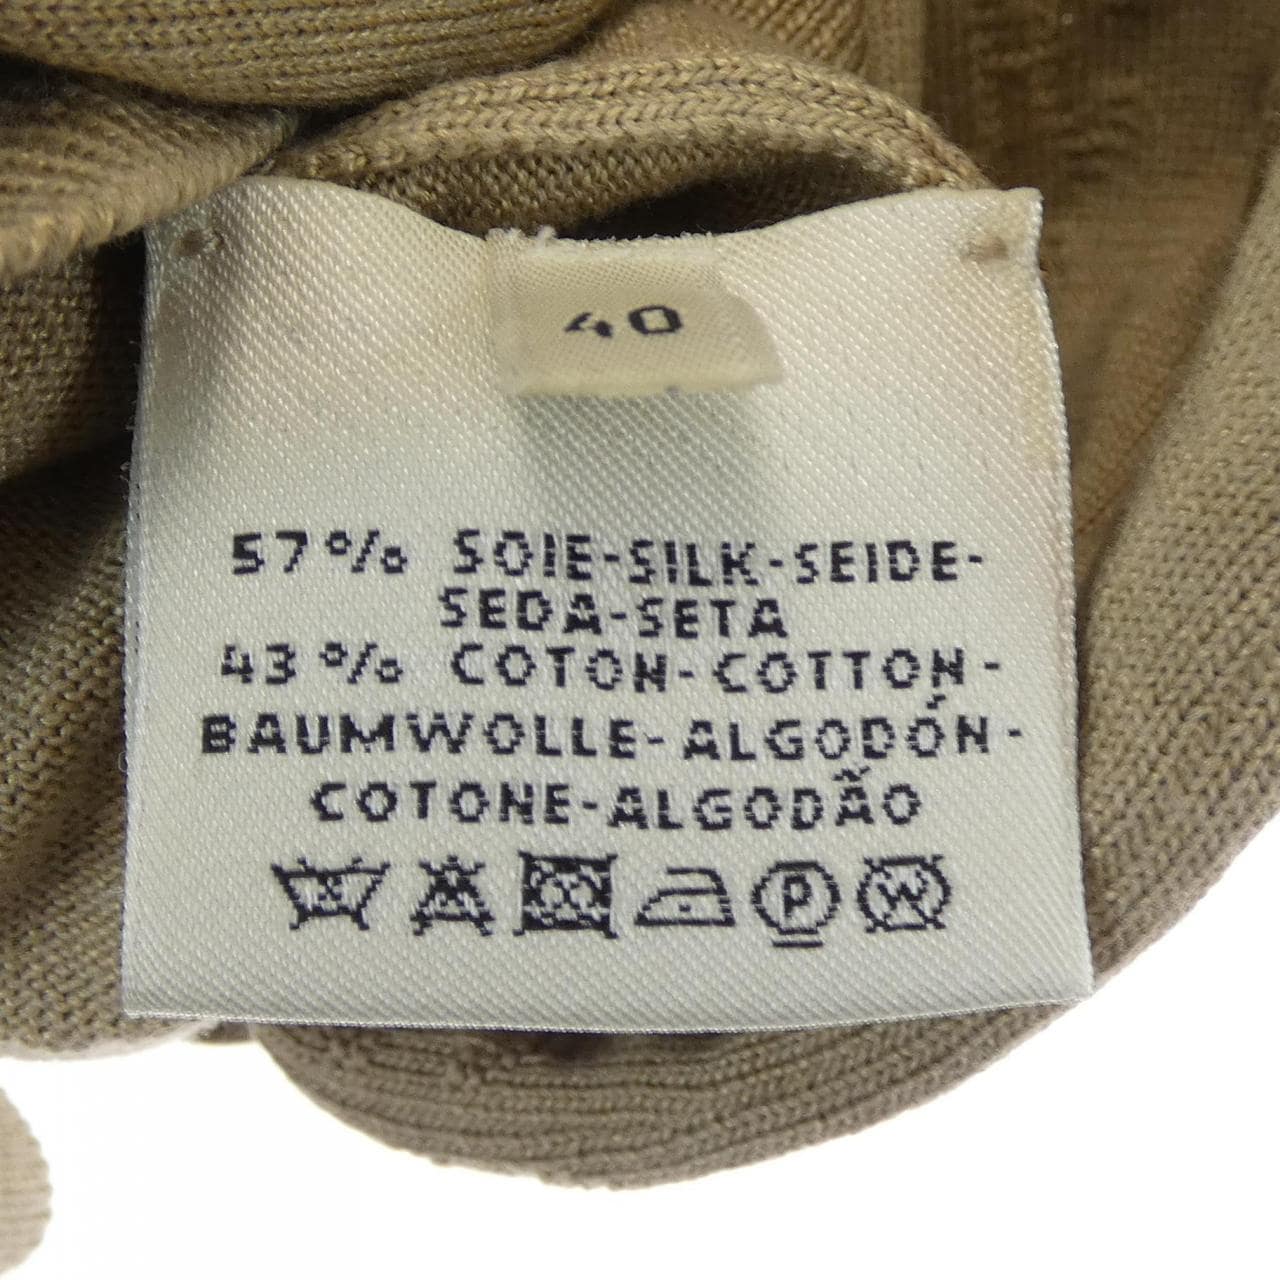 40
57% SOIE-SILK-SEIDE-
SEDA-SETA
43% COTON-COTTON-
BAUMWOLLE-ALGODÓN-
COTONE-ALGODÃO
P W